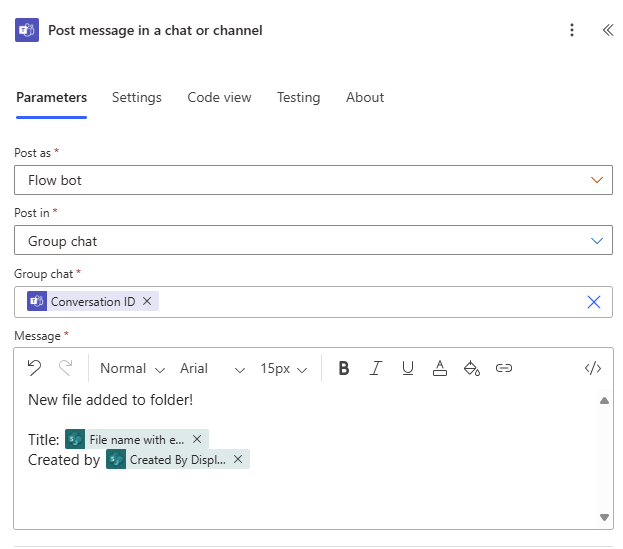 Post message in a chat or channel
Parameters Settings Code view Testing About
Post as *
Flow bot
Post in *
Group chat
Group chat *
Conversation ID
Message *
Normal Arial 15px B I U A </>
New file added to folder!
Title: File name with e...
Created by Created By Displ...